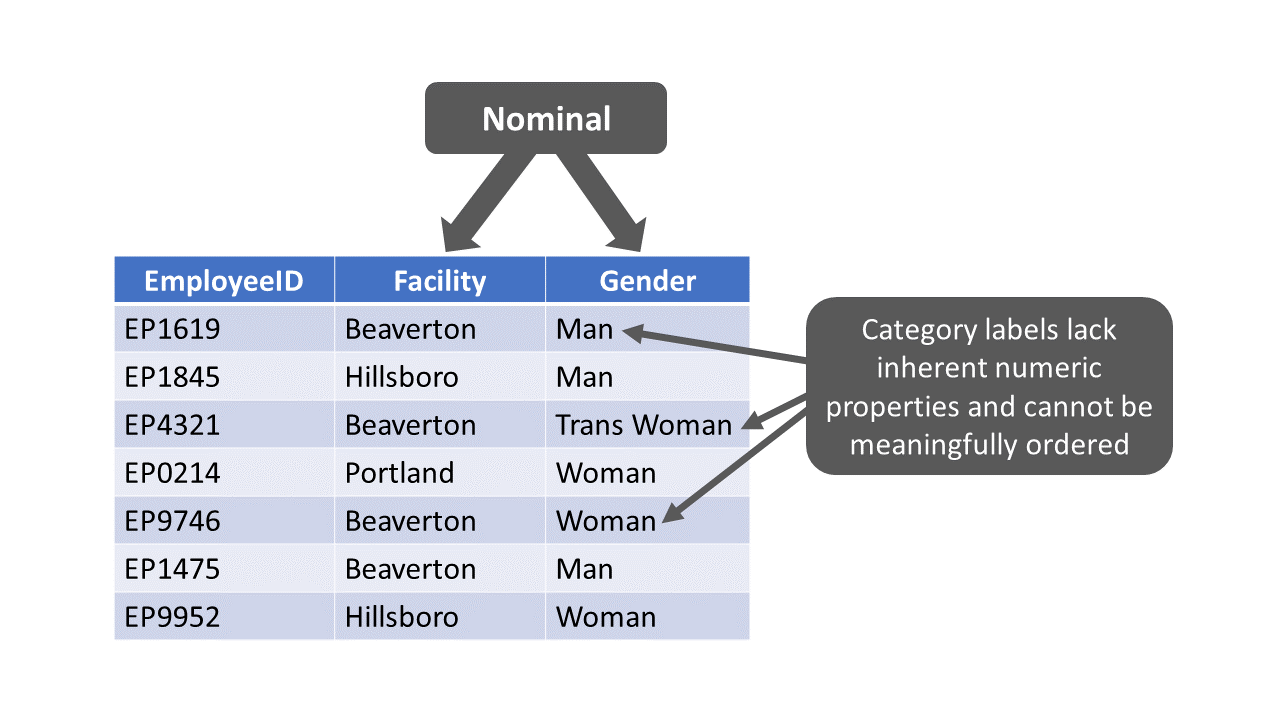 Nominal
EmployeeID Facility Gender
EP1619 Beaverton Man
EP1845 Hillsboro Man
EP4321 Beaverton Trans Woman
EP0214 Portland Woman
EP9746 Beaverton Woman
EP1475 Beaverton Man
EP9952 Hillsboro Woman
Category labels lack
inherent numeric
properties and cannot be
meaningfully ordered